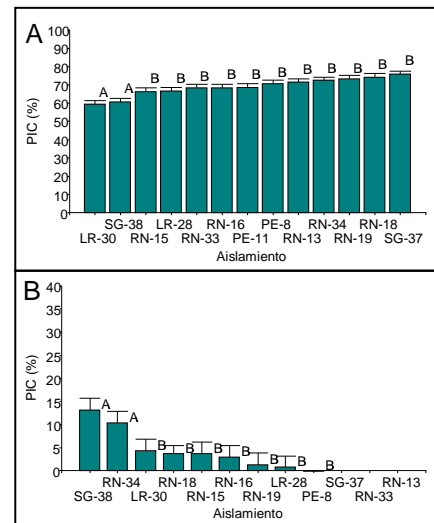 A
100
90
80
70
60
50
40
30
20
10
0
PIC (%)
A A B B B B B B B B B B B
SG-38 LR-28 RN-16 PE-8 RN-34 RN-18
LR-30 RN-15 RN-33 PE-11 RN-13 RN-19 SG-37
Aislamiento
B
40
35
30
25
20
15
10
5
0
PIC (%)
A A B B B B B B B
RN-34 RN-18 RN-16 LR-28 SG-37 RN-13
SG-38 LR-30 RN-15 RN-19 PE-8 RN-33
Aislamiento